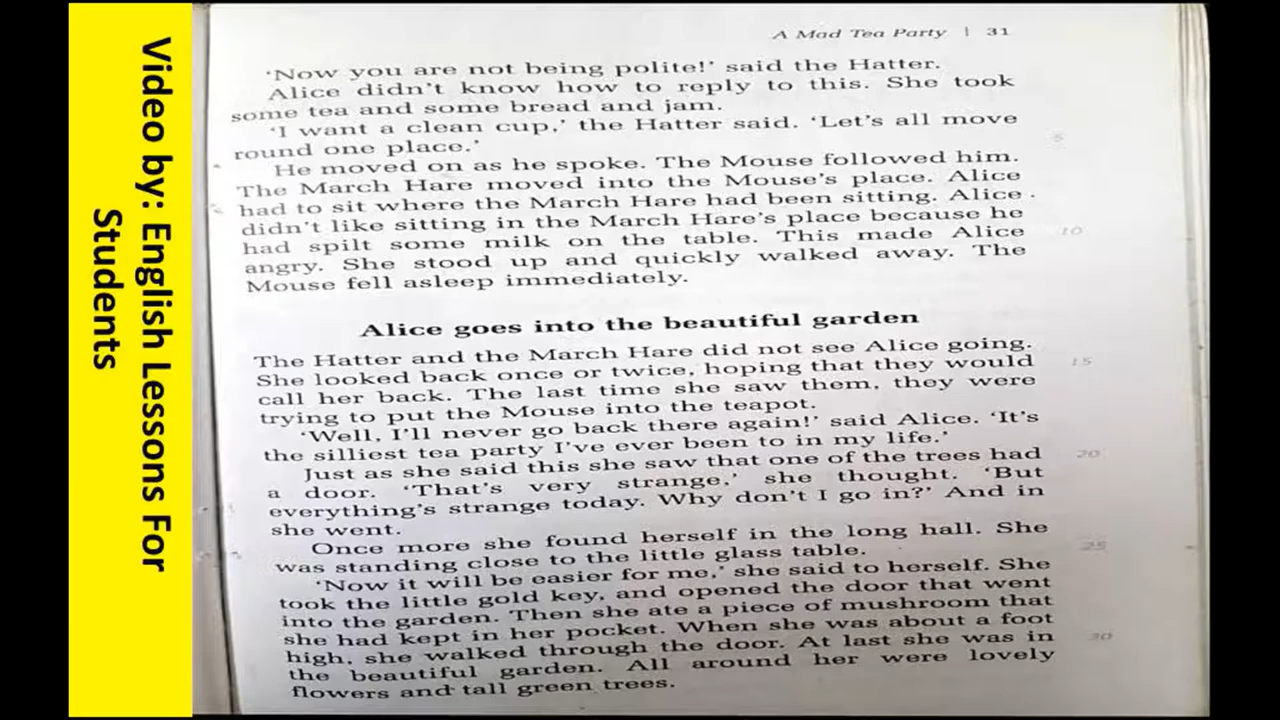 Video by: English Lessons For
Students
A Mad Tea Party | 31
'Now you are not being polite!' said the Hatter.
Alice didn't know how to reply to this. She took
some tea and some bread and jam.
'I want a clean cup,' the Hatter said. 'Let's all move
round one place.'
5
He moved on as he spoke. The Mouse followed him.
The March Hare moved into the Mouse's place. Alice
had to sit where the March Hare had been sitting. Alice
didn't like sitting in the March Hare's place because he
had spilt some milk on the table. This made Alice
10
angry. She stood up and quickly walked away. The
Mouse fell asleep immediately.
Alice goes into the beautiful garden
The Hatter and the March Hare did not see Alice going.
She looked back once or twice, hoping that they would
15
call her back. The last time she saw them, they were
trying to put the Mouse into the teapot.
'Well, I'll never go back there again!' said Alice. 'It's
the silliest tea party I've ever been to in my life.'
Just as she said this she saw that one of the trees had
20
a door. 'That's very strange,' she thought. 'But
everything's strange today. Why don't I go in?' And in
she went.
Once more she found herself in the long hall. She
was standing close to the little glass table.
25
'Now it will be easier for me,' she said to herself. She
took the little gold key, and opened the door that went
into the garden. Then she ate a piece of mushroom that
she had kept in her pocket. When she was about a foot
high, she walked through the door. At last she was in
30
the beautiful garden. All around her were lovely
flowers and tall green trees.